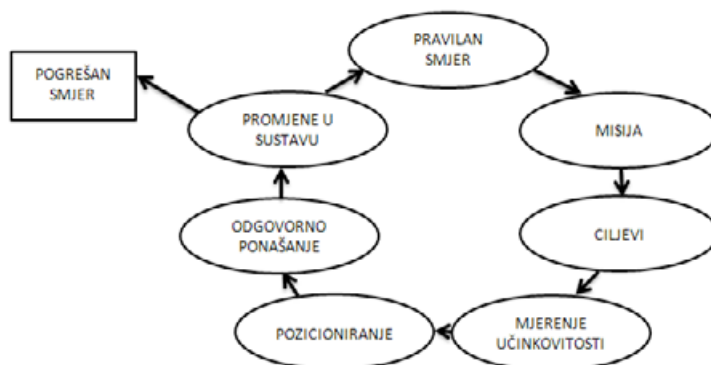 PRAVILAN
SMJER
POGREŠAN
SMJER
PROMJENE U
SUSTAVU
MISIJA
ODGOVORNO
PONAŠANJE
CILJEVI
POZICIONIRANJE
MJERENJE
UČINKOVITOSTI